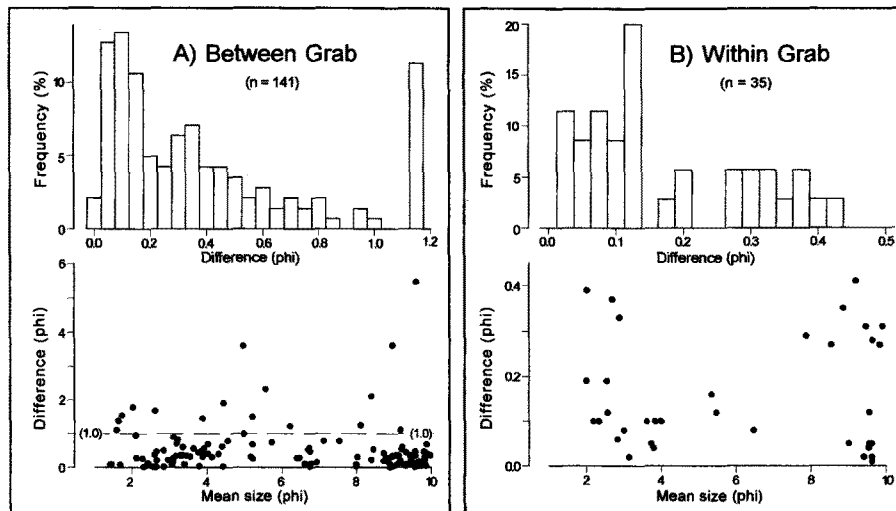 A) Between Grab
(n = 141)
Frequency (%)
10
5
0
0.0 0.2 0.4 0.6 0.8 1.0 1.2
Difference (phi)
Difference (phi)
6
4
2
0
(1.0) (1.0)
2 4 6 8 10
Mean size (phi)
B) Within Grab
(n = 35)
Frequency (%)
20
15
10
5
0
0.0 0.1 0.2 0.3 0.4 0.5
Difference (phi)
Difference (phi)
0.4
0.2
0.0
2 4 6 8 10
Mean size (phi)